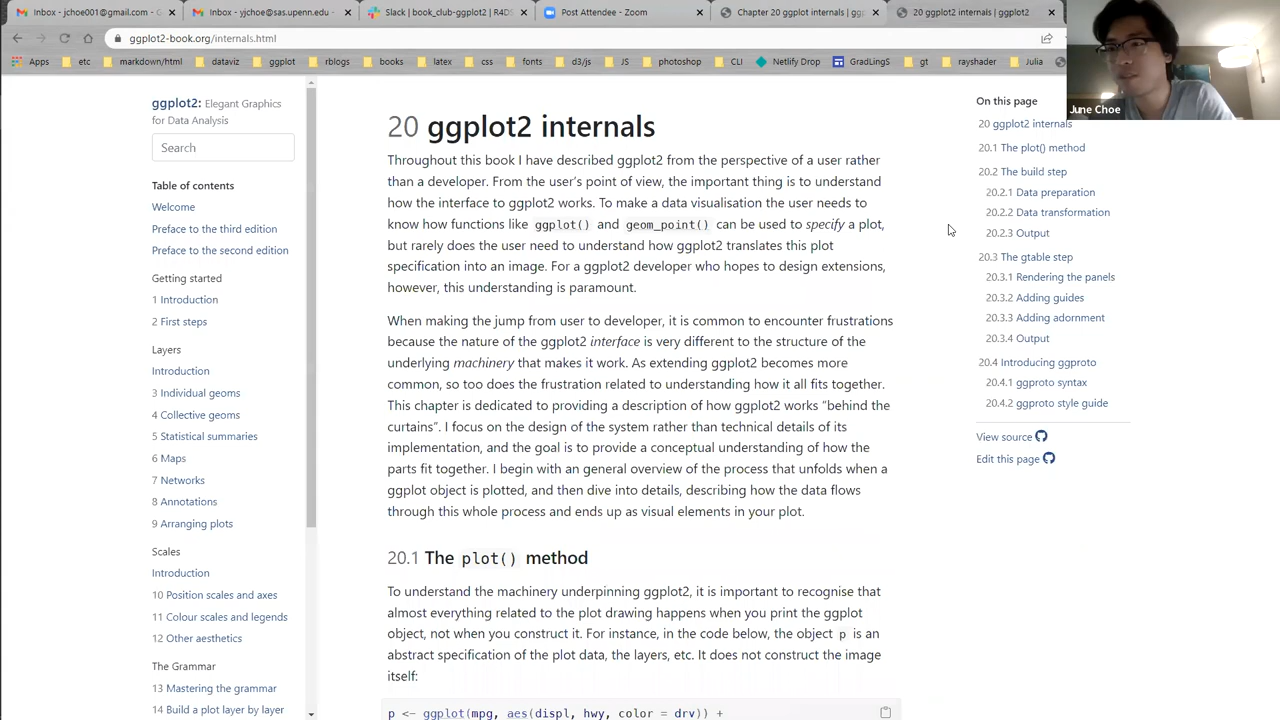 Inbox - jchoe001@gmail.com - G
Inbox - yjchoe@sas.upenn.edu -
Slack | book_club-ggplot2 | R4DS
Post Attendee - Zoom
Chapter 20 ggplot internals | gg
20 ggplot2 internals | ggplot2
ggplot2-book.org/internals.html
Apps
etc
markdown/html
dataviz
ggplot
rblogs
books
latex
css
fonts
d3/js
JS
photoshop
CLI
Netlify Drop
GradLingS
gt
rayshader
Julia
June Choe
ggplot2: Elegant Graphics
for Data Analysis
Search
Table of contents
Welcome
Preface to the third edition
Preface to the second edition
Getting started
1 Introduction
2 First steps
Layers
Introduction
3 Individual geoms
4 Collective geoms
5 Statistical summaries
6 Maps
7 Networks
8 Annotations
9 Arranging plots
Scales
Introduction
10 Position scales and axes
11 Colour scales and legends
12 Other aesthetics
The Grammar
13 Mastering the grammar
14 Build a plot layer by layer
20 ggplot2 internals
Throughout this book I have described ggplot2 from the perspective of a user rather
than a developer. From the user's point of view, the important thing is to understand
how the interface to ggplot2 works. To make a data visualisation the user needs to
know how functions like ggplot() and geom_point() can be used to specify a plot,
but rarely does the user need to understand how ggplot2 translates this plot
specification into an image. For a ggplot2 developer who hopes to design extensions,
however, this understanding is paramount.
When making the jump from user to developer, it is common to encounter frustrations
because the nature of the ggplot2 interface is very different to the structure of the
underlying machinery that makes it work. As extending ggplot2 becomes more
common, so too does the frustration related to understanding how it all fits together.
This chapter is dedicated to providing a description of how ggplot2 works "behind the
curtains". I focus on the design of the system rather than technical details of its
implementation, and the goal is to provide a conceptual understanding of how the
parts fit together. I begin with an general overview of the process that unfolds when a
ggplot object is plotted, and then dive into details, describing how the data flows
through this whole process and ends up as visual elements in your plot.
20.1 The plot() method
To understand the machinery underpinning ggplot2, it is important to recognise that
almost everything related to the plot drawing happens when you print the ggplot
object, not when you construct it. For instance, in the code below, the object p is an
abstract specification of the plot data, the layers, etc. It does not construct the image
itself:
p <- ggplot(mpg, aes(displ, hwy, color = drv)) +
On this page
20 ggplot2 internals
20.1 The plot() method
20.2 The build step
20.2.1 Data preparation
20.2.2 Data transformation
20.2.3 Output
20.3 The gtable step
20.3.1 Rendering the panels
20.3.2 Adding guides
20.3.3 Adding adornment
20.3.4 Output
20.4 Introducing ggproto
20.4.1 ggproto syntax
20.4.2 ggproto style guide
View source
Edit this page